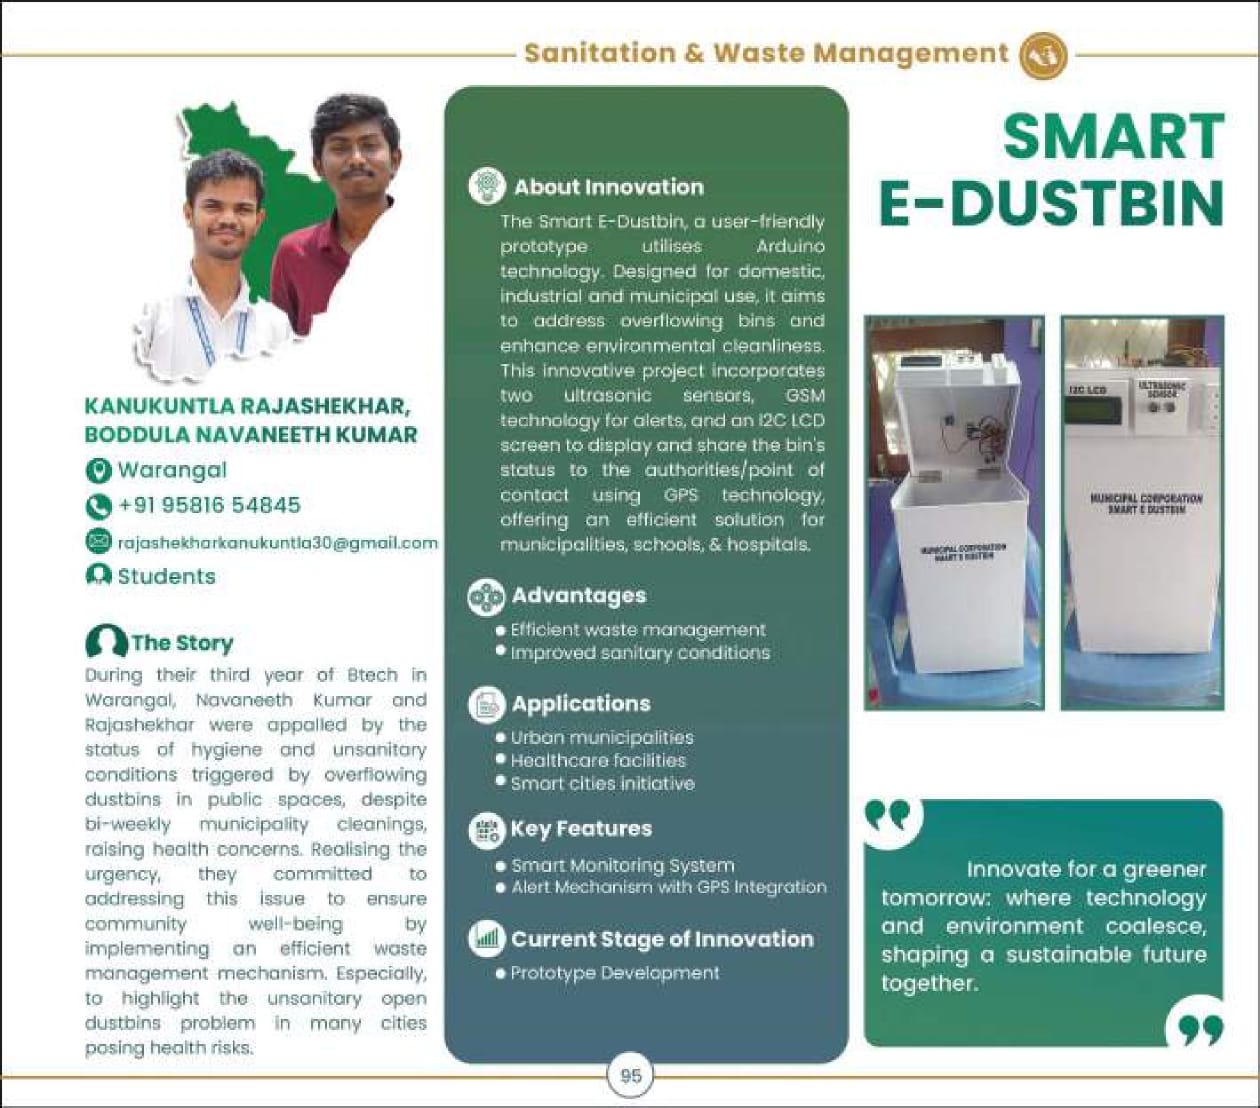 Sanitation & Waste Management
KANUKUNTLA RAJASHEKHAR,
BODDULA NAVANEETH KUMAR
Warangal
+91 95816 54845
rajashekharkanukuntla30@gmail.com
Students
The Story
During their third year of Btech in
Warangal, Navaneeth Kumar and
Rajashekhar were appalled by the
status of hygiene and unsanitary
conditions triggered by overflowing
dustbins in public spaces, despite
bi-weekly municipality cleanings,
raising health concerns. Realising the
urgency, they committed to
addressing this issue to ensure
community well-being by
implementing an efficient waste
management mechanism. Especially,
to highlight the unsanitary open
dustbins problem in many cities
posing health risks.
About Innovation
The Smart E-Dustbin, a user-friendly
prototype utilises Arduino
technology. Designed for domestic,
industrial and municipal use, it aims
to address overflowing bins and
enhance environmental cleanliness.
This innovative project incorporates
two ultrasonic sensors, GSM
technology for alerts, and an I2C LCD
screen to display and share the bin's
status to the authorities/point of
contact using GPS technology,
offering an efficient solution for
municipalities, schools, & hospitals.
Advantages
Efficient waste management
Improved sanitary conditions
Applications
Urban municipalities
Healthcare facilities
Smart cities initiative
Key Features
Smart Monitoring System
Alert Mechanism with GPS Integration
Current Stage of Innovation
Prototype Development
SMART
E-DUSTBIN
MUNICIPAL CORPORATION
SMART E DUSTBIN
I2C LCD
ULTRASONIC
SENSOR
MUNICIPAL CORPORATION
SMART E DUSTBIN
Innovate for a greener
tomorrow: where technology
and environment coalesce,
shaping a sustainable future
together.
95